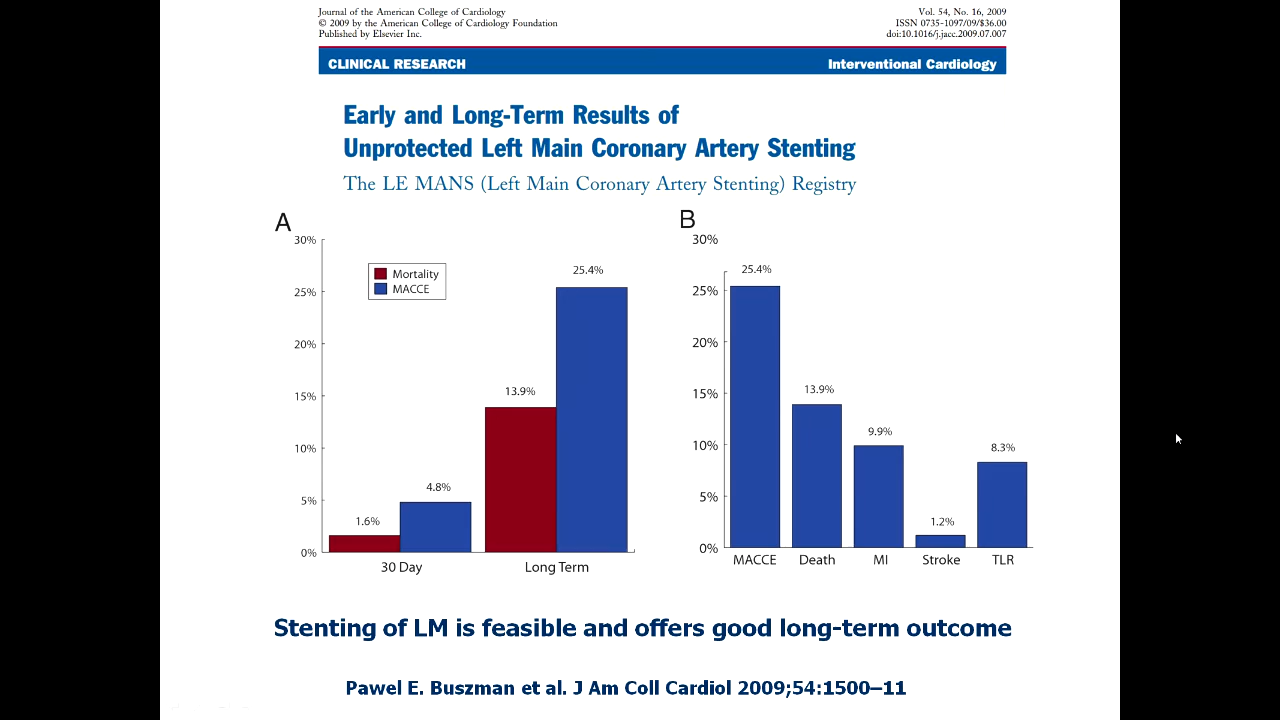 Journal of the American College of Cardiology
© 2009 by the American College of Cardiology Foundation
Published by Elsevier Inc.
Vol. 54, No. 16, 2009
ISSN 0735-1097/09/$36.00
doi:10.1016/j.jacc.2009.07.007
CLINICAL RESEARCH
Interventional Cardiology
Early and Long-Term Results of
Unprotected Left Main Coronary Artery Stenting
The LE MANS (Left Main Coronary Artery Stenting) Registry
A
30%
25%
20%
15%
10%
5%
0%
Mortality
MACCE
1.6%
4.8%
13.9%
25.4%
30 Day
Long Term
B
30%
25%
20%
15%
10%
5%
0%
25.4%
13.9%
9.9%
1.2%
8.3%
MACCE
Death
MI
Stroke
TLR
Stenting of LM is feasible and offers good long-term outcome
Pawel E. Buszman et al. J Am Coll Cardiol 2009;54:1500–11